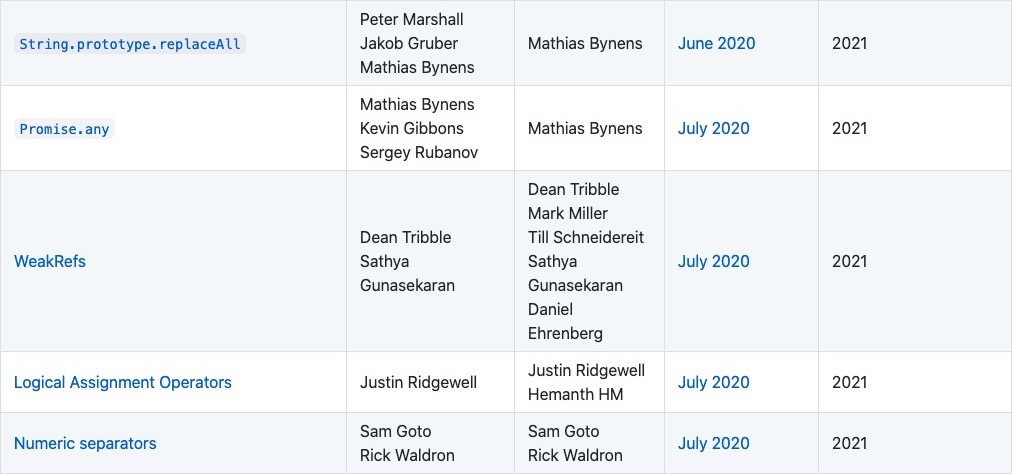 String.prototype.replaceAll
Peter Marshall
Jakob Gruber
Mathias Bynens
Mathias Bynens
June 2020
2021
Promise.any
Mathias Bynens
Kevin Gibbons
Sergey Rubanov
Mathias Bynens
July 2020
2021
WeakRefs
Dean Tribble
Sathya
Gunasekaran
Dean Tribble
Mark Miller
Till Schneidereit
Sathya
Gunasekaran
Daniel
Ehrenberg
July 2020
2021
Logical Assignment Operators
Justin Ridgewell
Justin Ridgewell
Hemanth HM
July 2020
2021
Numeric separators
Sam Goto
Rick Waldron
Sam Goto
Rick Waldron
July 2020
2021